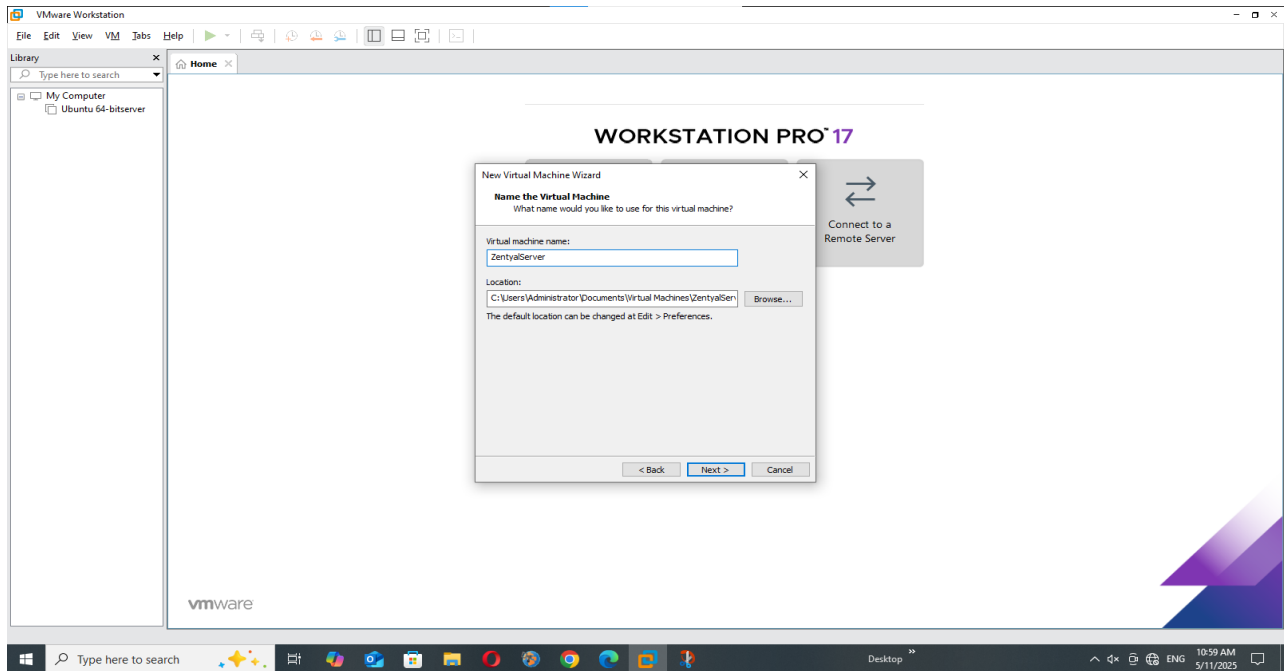 VMware Workstation
File Edit View VM Tabs Help
Library
Type here to search
My Computer
Ubuntu 64-bitserver
Home
WORKSTATION PRO™ 17
Connect to a
Remote Server
New Virtual Machine Wizard
Name the Virtual Machine
What name would you like to use for this virtual machine?
Virtual machine name:
ZentyalServer
Location:
C:\Users\Administrator\Documents\Virtual Machines\ZentyalSer
Browse...
The default location can be changed at Edit > Preferences.
< Back Next > Cancel
vmware
Type here to search
Desktop
ENG
10:59 AM
5/11/2025